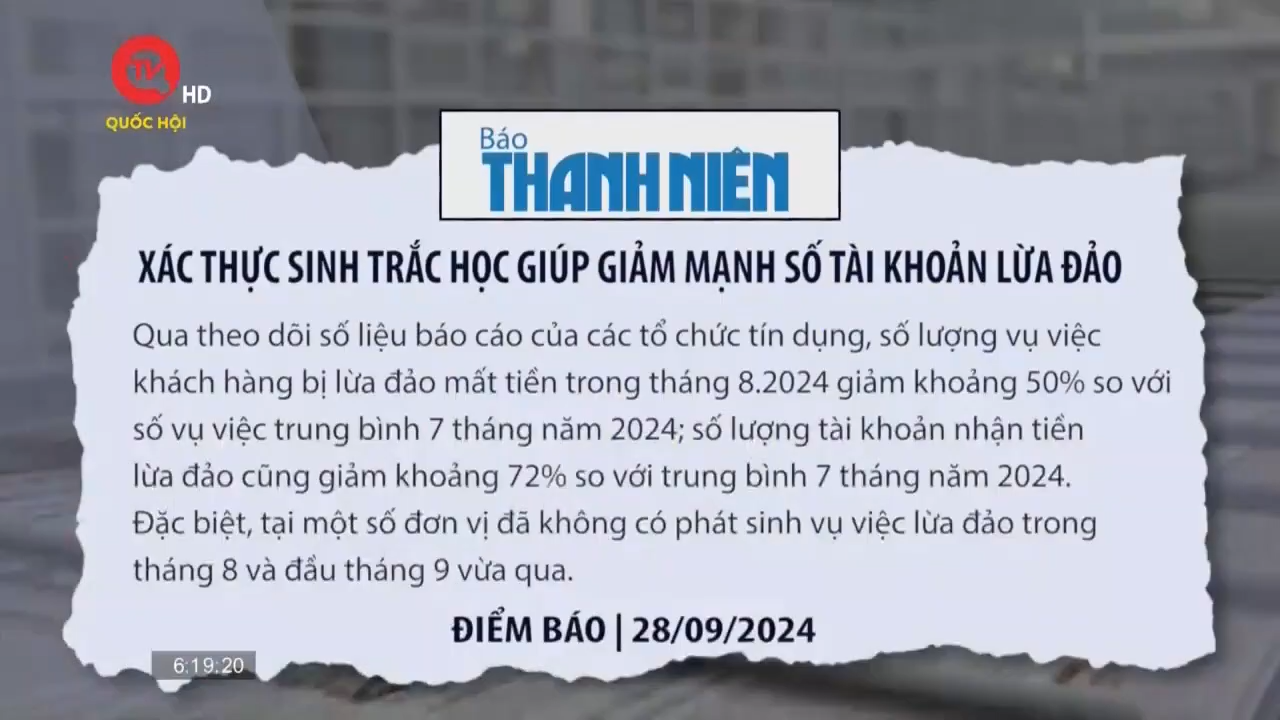 TV HD
QUỐC HỘI
Báo
THANH NIÊN
XÁC THỰC SINH TRẮC HỌC GIÚP GIẢM MẠNH SỐ TÀI KHOẢN LỪA ĐẢO
Qua theo dõi số liệu báo cáo của các tổ chức tín dụng, số lượng vụ việc
khách hàng bị lừa đảo mất tiền trong tháng 8.2024 giảm khoảng 50% so với
số vụ việc trung bình 7 tháng năm 2024; số lượng tài khoản nhận tiền
lừa đảo cũng giảm khoảng 72% so với trung bình 7 tháng năm 2024.
Đặc biệt, tại một số đơn vị đã không có phát sinh vụ việc lừa đảo trong
tháng 8 và đầu tháng 9 vừa qua.
ĐIỂM BÁO | 28/09/2024
6:19:20